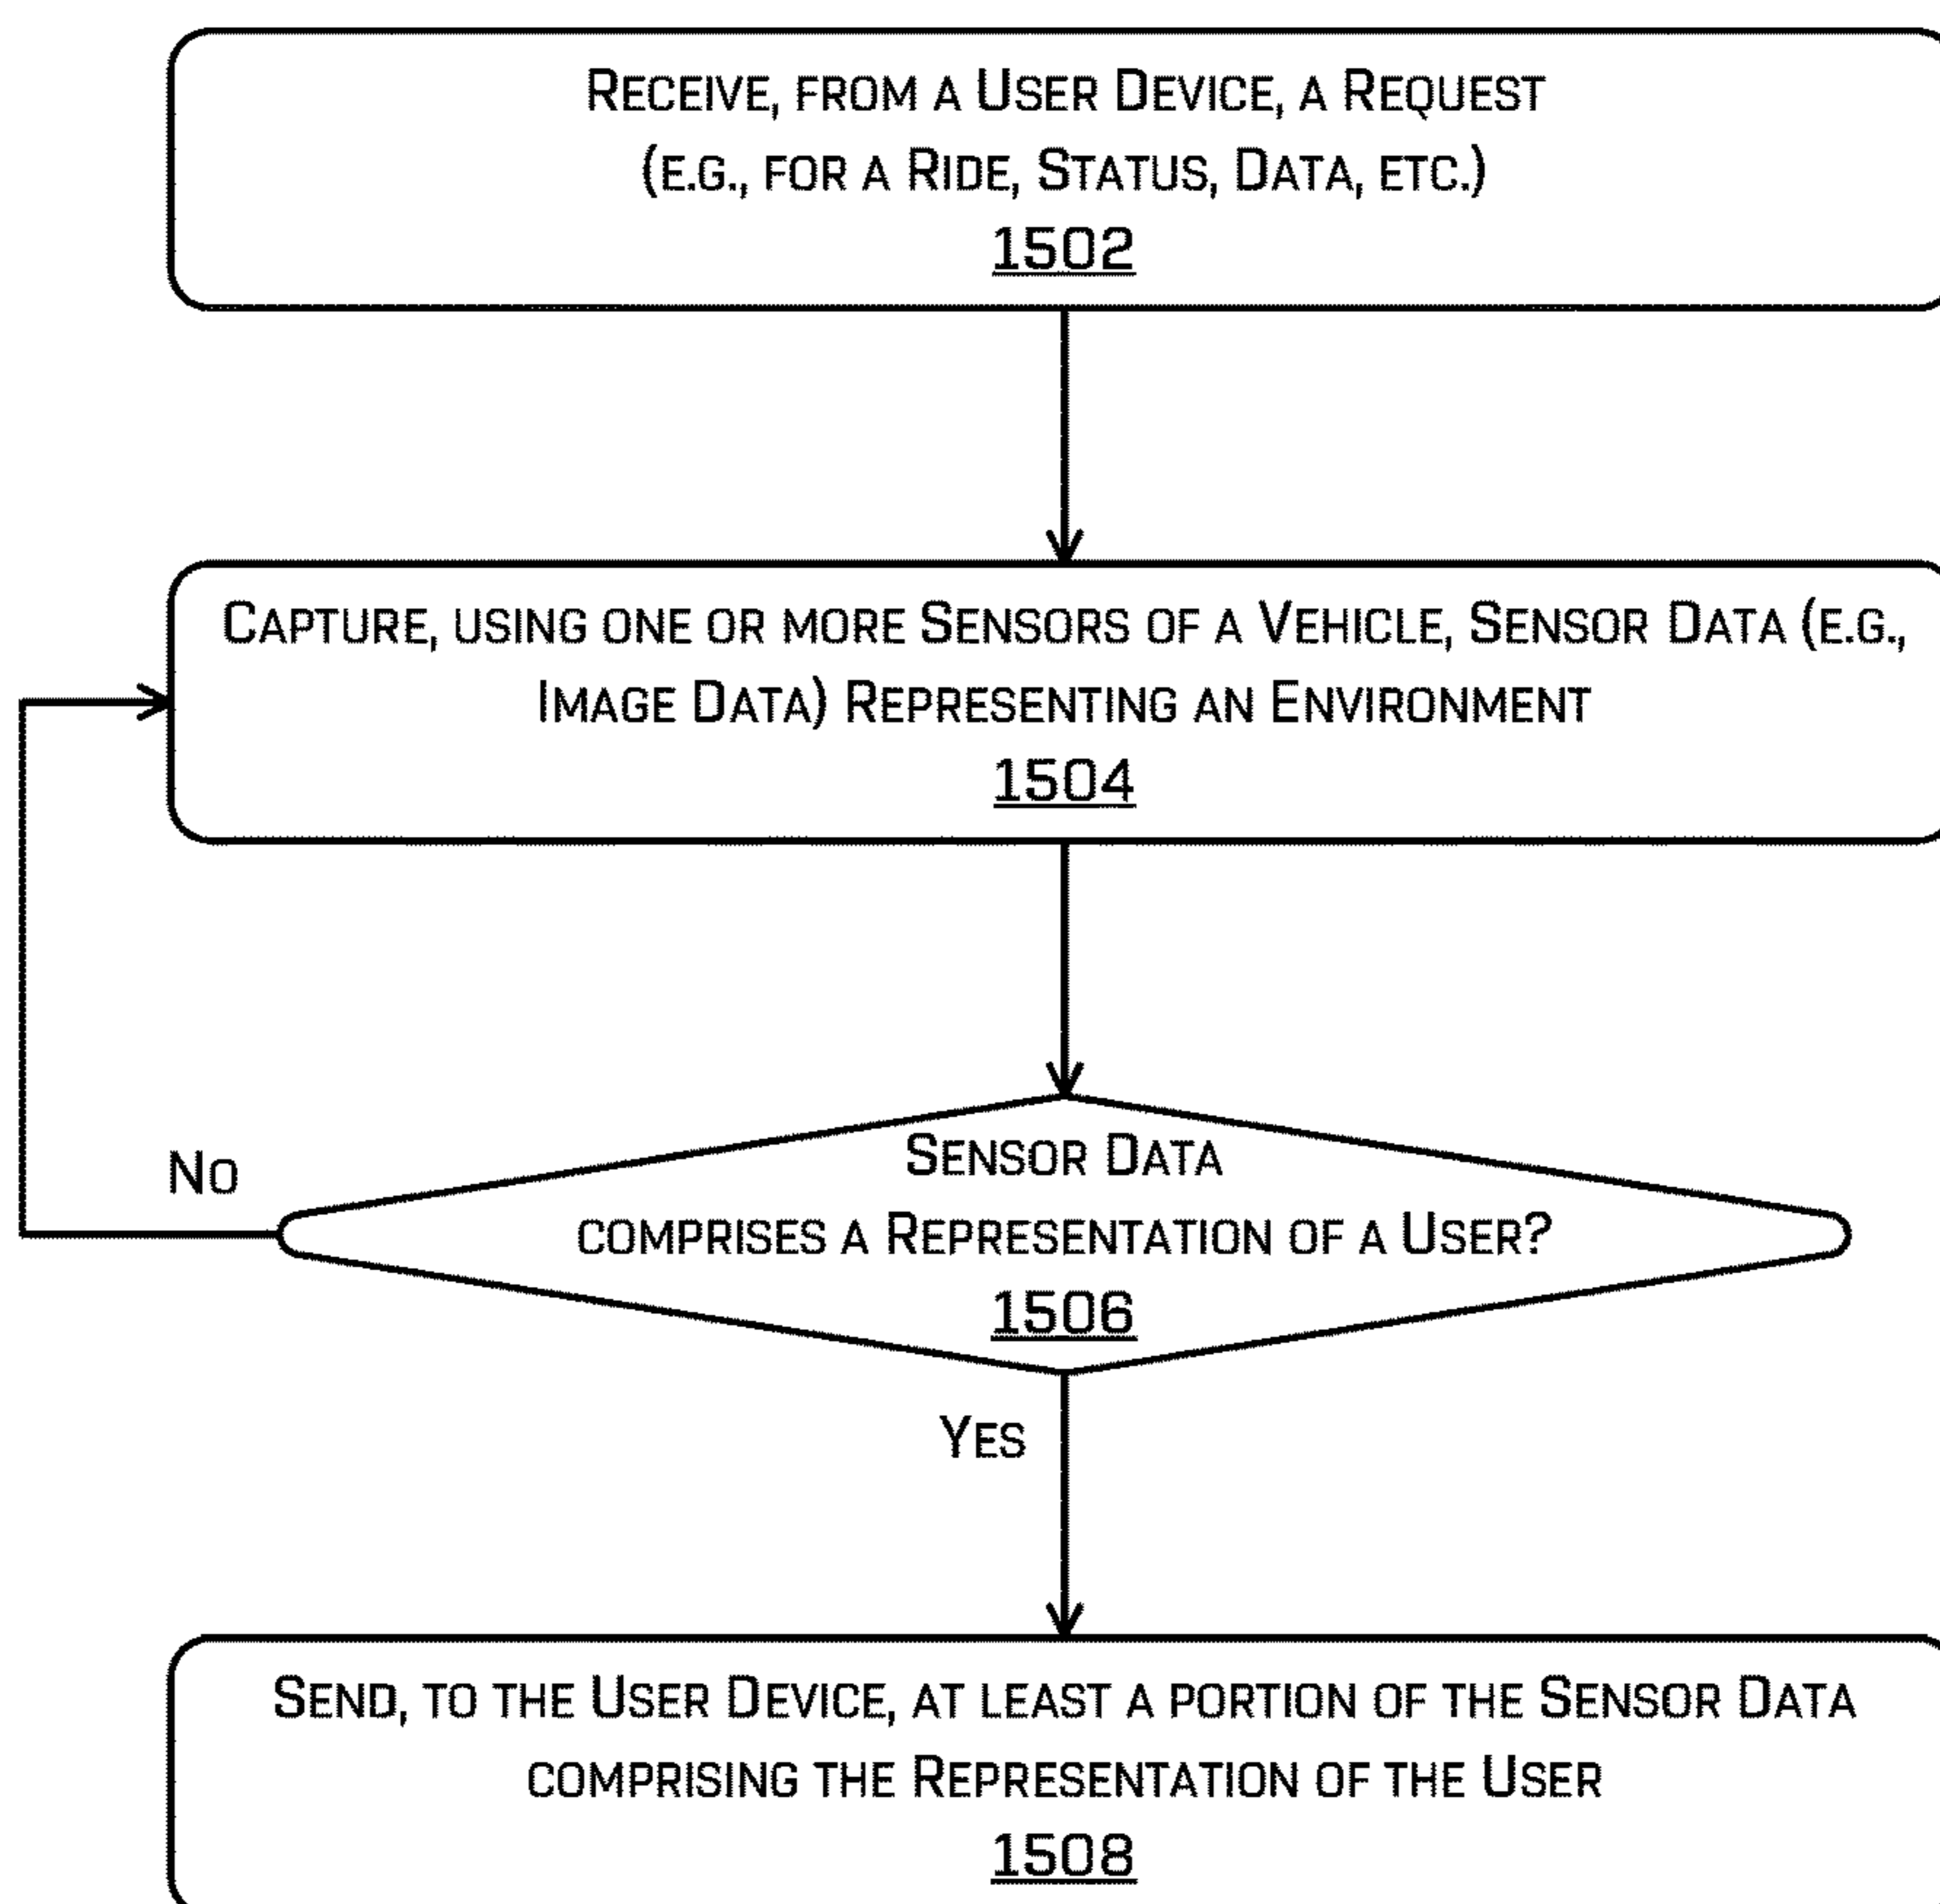 Receive, from a User Device, a Request
(e.g., for a Ride, Status, Data, etc.)
1502
Capture, using one or more Sensors of a Vehicle, Sensor Data (e.g.,
Image Data) Representing an Environment
1504
Sensor Data
comprises a Representation of a User?
1506
No
Yes
Send, to the User Device, at least a portion of the Sensor Data
comprising the Representation of the User
1508